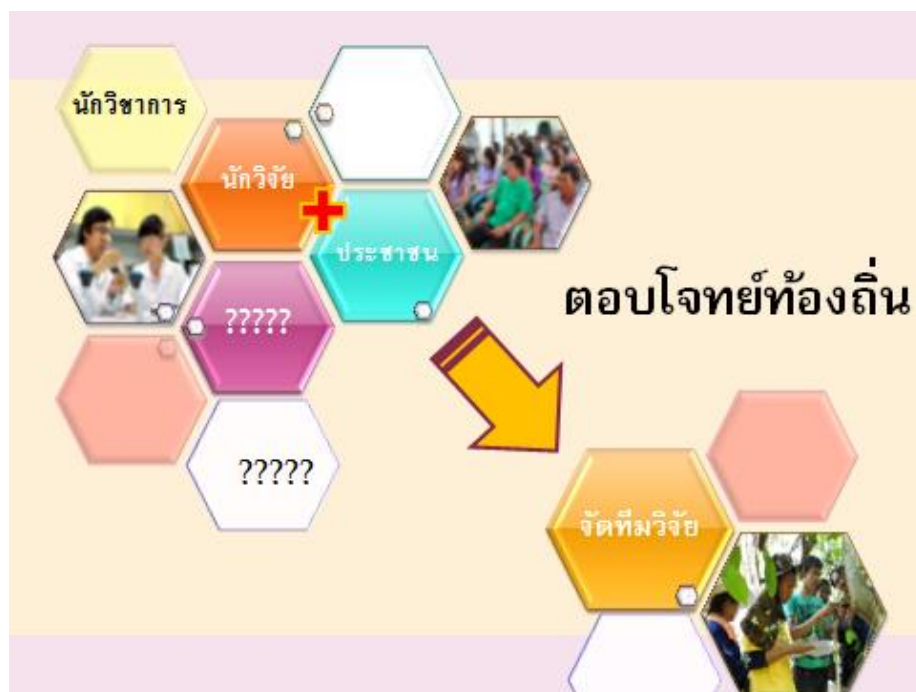 นักวิชาการ
นักวิจัย
ประชาชน
?????
ตอบโจทย์ท้องถิ่น
?????
จัดทีมวิจัย